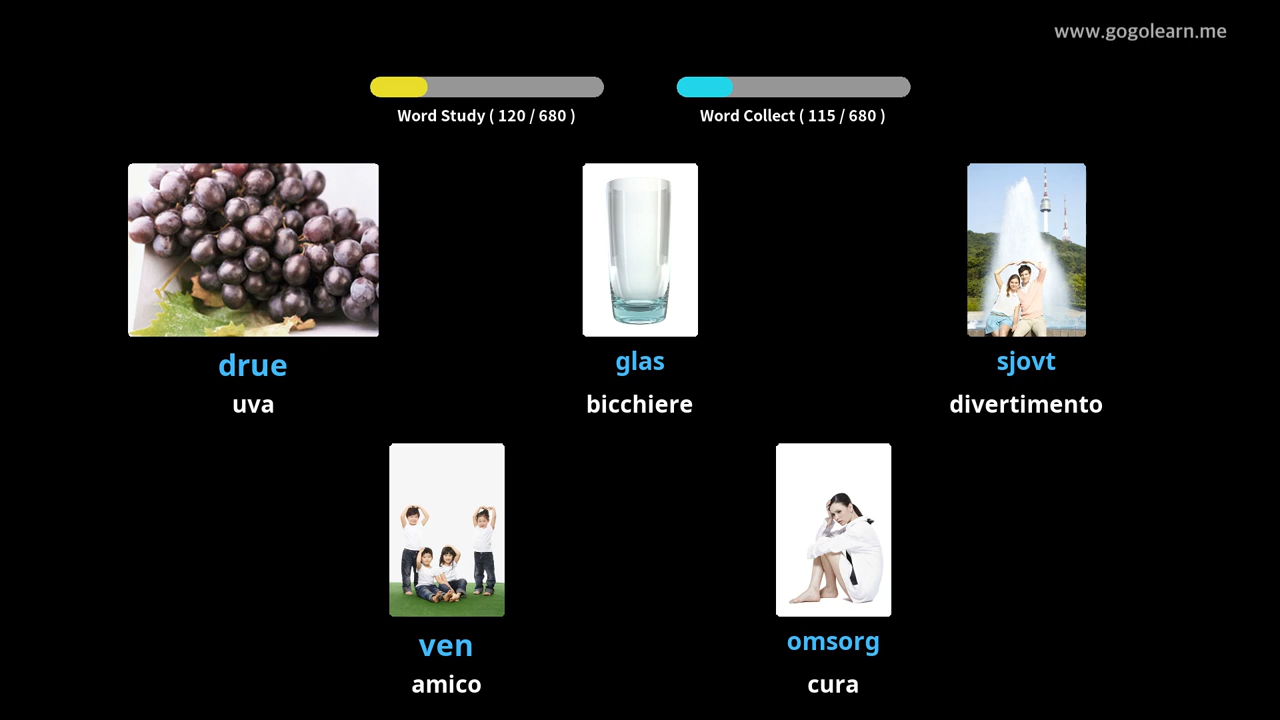 www.gogolearn.me
Word Study ( 120 / 680 )
Word Collect ( 115 / 680 )
drue
uva
glas
bicchiere
sjovt
divertimento
ven
amico
omsorg
cura